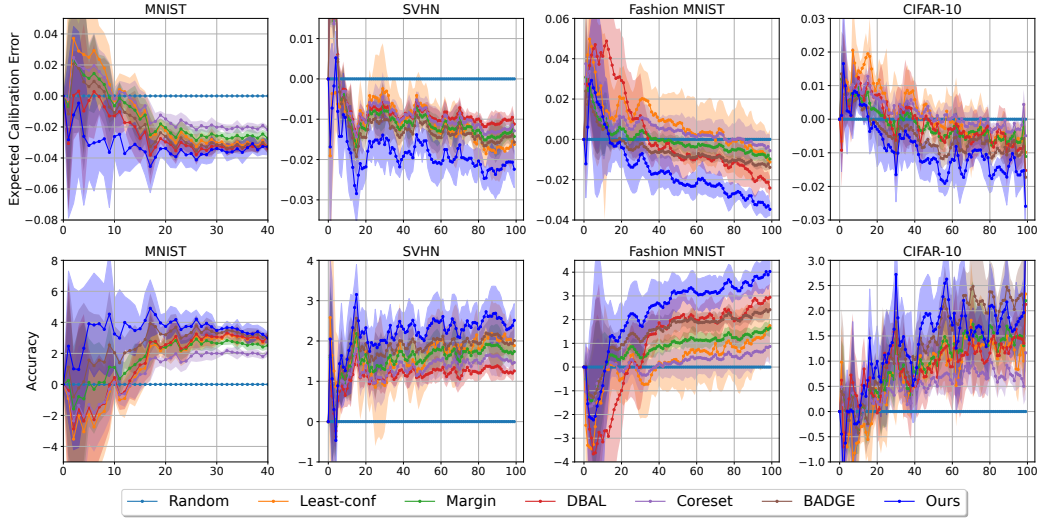 MNIST SVHN Fashion MNIST CIFAR-10
Expected Calibration Error
0.04 0.02 0.00 −0.02 −0.04 −0.06 −0.08
0 10 20 30 40
0.01 0.00 −0.01 −0.02 −0.03
0 20 40 60 80 100
0.06 0.04 0.02 0.00 −0.02 −0.04
0 20 40 60 80 100
0.03 0.02 0.01 0.00 −0.01 −0.02 −0.03
0 20 40 60 80 100
MNIST SVHN Fashion MNIST CIFAR-10
Accuracy
8 6 4 2 0 −2 −4
0 10 20 30 40
4 3 2 1 0 −1
0 20 40 60 80 100
4 3 2 1 0 −1 −2 −3 −4
0 20 40 60 80 100
3.0 2.5 2.0 1.5 1.0 0.5 0.0 −0.5 −1.0
0 20 40 60 80 100
Random Least-conf Margin DBAL Coreset BADGE Ours